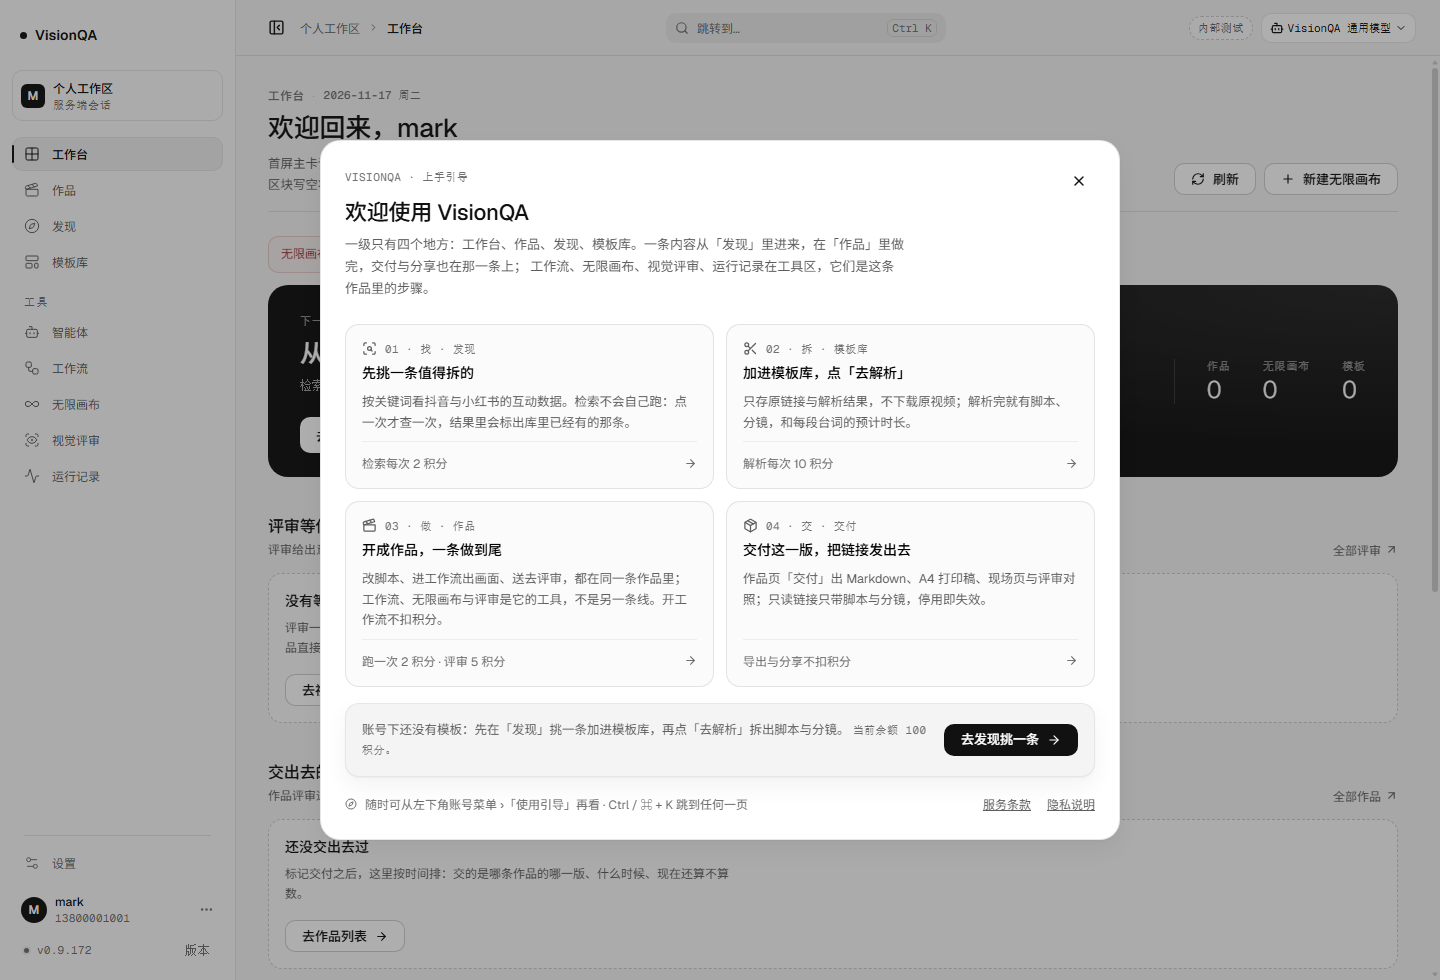 VisionQA
M
个人工作区
服务端会话
工作台
作品
发现
模板库
工具
智能体
工作流
无限画布
视觉评审
运行记录
设置
M
mark
13800001001
v0.9.172
版本
个人工作区
工作台
跳转到...
Ctrl K
内部测试
VisionQA 通用模型
工作台 · 2026-11-17 周二
欢迎回来，mark
首屏主卡
区块写空
刷新
新建无限画布
无限画
下一
从
检索
作品
0
无限画布
0
模板
0
评审等
评审给出
全部评审
没有
评审一
品直接
去
交出去
作品评审
全部作品
还没交出去过
标记交付之后，这里按时间排：交的是哪条作品的哪一版、什么时候、现在还算不算
数。
去作品列表
VISIONQA · 上手引导
欢迎使用 VisionQA
一级只有四个地方：工作台、作品、发现、模板库。一条内容从「发现」里进来，在「作品」里做
完，交付与分享也在那一条上； 工作流、无限画布、视觉评审、运行记录在工具区，它们是这条
作品里的步骤。
01 · 找 · 发现
先挑一条值得拆的
按关键词看抖音与小红书的互动数据。检索不会自己跑：点
一次才查一次，结果里会标出库里已经有的那条。
检索每次 2 积分
02 · 拆 · 模板库
加进模板库，点「去解析」
只存原链接与解析结果，不下载原视频；解析完就有脚本、
分镜，和每段台词的预计时长。
解析每次 10 积分
03 · 做 · 作品
开成作品，一条做到尾
改脚本、进工作流出画面、送去评审，都在同一条作品里；
工作流、无限画布与评审是它的工具，不是另一条线。开工
作流不扣积分。
跑一次 2 积分 · 评审 5 积分
04 · 交 · 交付
交付这一版，把链接发出去
作品页「交付」出 Markdown、A4 打印稿、现场页与评审对
照；只读链接只带脚本与分镜，停用即失效。
导出与分享不扣积分
账号下还没有模板：先在「发现」挑一条加进模板库，再点「去解析」拆出脚本与分镜。 当前余额 100
积分。
去发现挑一条
随时可从左下角账号菜单 ›「使用引导」再看 · Ctrl / ⌘ + K 跳到任何一页
服务条款
隐私说明